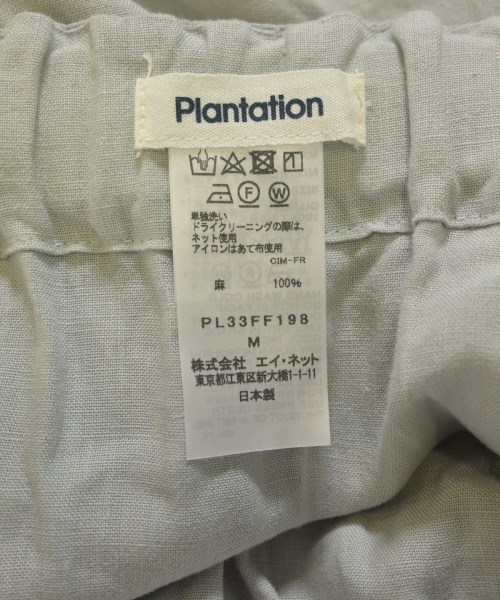 Plantation
F W
単独洗い
ドライクリーニングの際は、
ネット使用
アイロンはあて布使用
CIM-FR
麻 100%
PL33FF198
M
株式会社 エイ・ネット
東京都江東区新大橋1-1-11
日本製